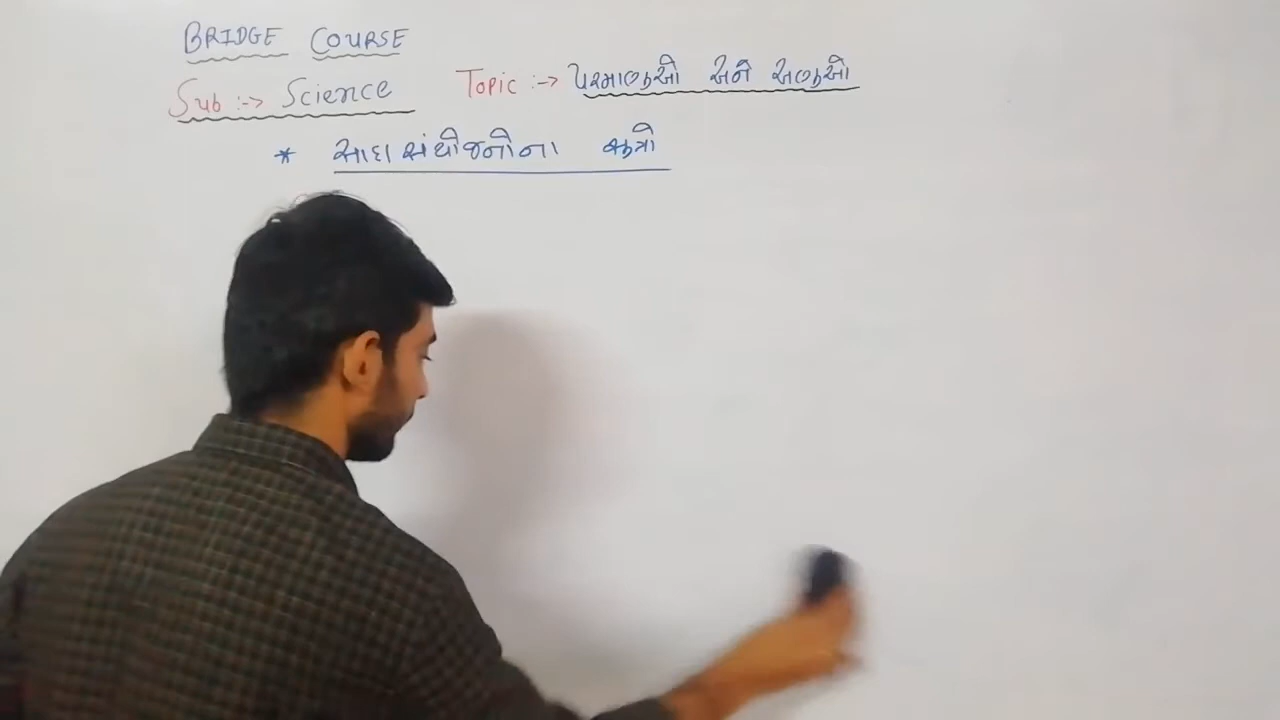 BRIDGE COURSE
Sub :-> Science Topic :-> પરમાણુઓ અને અણુઓ
* સાદા સંયોજનોના સૂત્રો